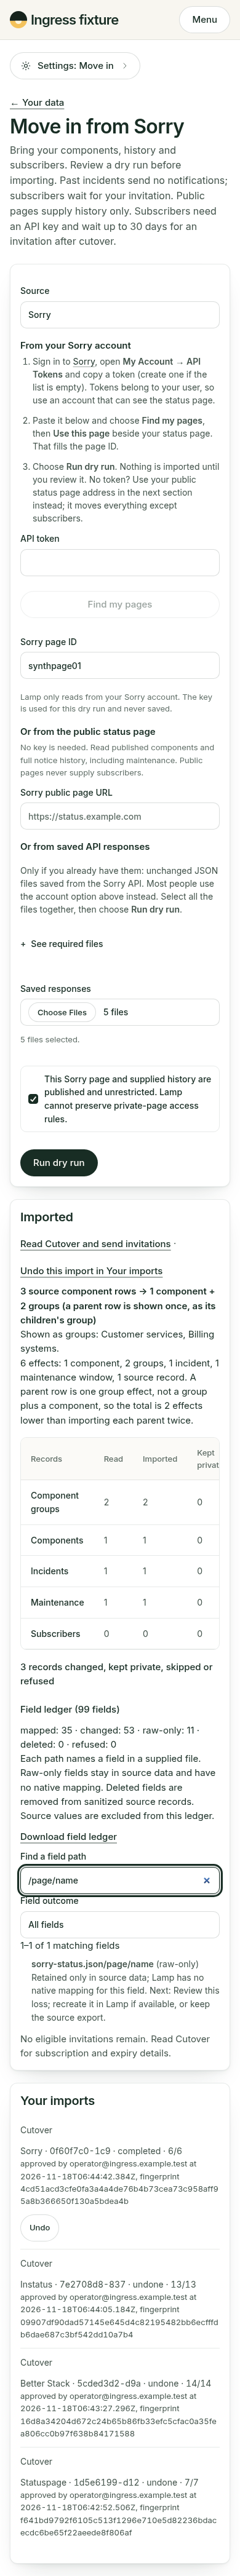 Ingress fixture
Menu
Settings: Move in
← Your data
Move in from Sorry
Bring your components, history and
subscribers. Review a dry run before
importing. Past incidents send no notifications;
subscribers wait for your invitation. Public
pages supply history only. Subscribers need
an API key and wait up to 30 days for an
invitation after cutover.
Source
Sorry
From your Sorry account
1. Sign in to Sorry, open My Account → API
Tokens and copy a token (create one if the
list is empty). Tokens belong to your user, so
use an account that can see the status page.
2. Paste it below and choose Find my pages,
then Use this page beside your status page.
That fills the page ID.
3. Choose Run dry run. Nothing is imported until
you review it. No token? Use your public
status page address in the next section
instead; it moves everything except
subscribers.
API token
Find my pages
Sorry page ID
synthpage01
Lamp only reads from your Sorry account. The key
is used for this dry run and never saved.
Or from the public status page
No key is needed. Read published components and
full notice history, including maintenance. Public
pages never supply subscribers.
Sorry public page URL
https://status.example.com
Or from saved API responses
Only if you already have them: unchanged JSON
files saved from the Sorry API. Most people use
the account option above instead. Select all the
files together, then choose Run dry run.
+ See required files
Saved responses
Choose Files 5 files
5 files selected.
This Sorry page and supplied history are
published and unrestricted. Lamp
cannot preserve private-page access
rules.
Run dry run
Imported
Read Cutover and send invitations ·
Undo this import in Your imports
3 source component rows → 1 component +
2 groups (a parent row is shown once, as its
children's group)
Shown as groups: Customer services, Billing
systems.
6 effects: 1 component, 2 groups, 1 incident, 1
maintenance window, 1 source record. A
parent row is one group effect, not a group
plus a component, so the total is 2 effects
lower than importing each parent twice.
Records Read Imported Kept privat
Component groups 2 2 0
Components 1 1 0
Incidents 1 1 0
Maintenance 1 1 0
Subscribers 0 0 0
3 records changed, kept private, skipped or
refused
Field ledger (99 fields)
mapped: 35 · changed: 53 · raw-only: 11 ·
deleted: 0 · refused: 0
Each path names a field in a supplied file.
Raw-only fields stay in source data and have
no native mapping. Deleted fields are
removed from sanitized source records.
Source values are excluded from this ledger.
Download field ledger
Find a field path
/page/name
Field outcome
All fields
1–1 of 1 matching fields
sorry-status.json/page/name (raw-only)
Retained only in source data; Lamp has no
native mapping for this field. Next: Review this
loss; recreate it in Lamp if available, or keep
the source export.
No eligible invitations remain. Read Cutover
for subscription and expiry details.
Your imports
Cutover
Sorry · 0f60f7c0-1c9 · completed · 6/6
approved by operator@ingress.example.test at
2026-11-18T06:44:42.384Z, fingerprint
4cd51acd3cfe0fa3a4a4de76b4b73cea73c958aff9
5a8b366650f130a5bdea4b
Undo
Cutover
Instatus · 7e2708d8-837 · undone · 13/13
approved by operator@ingress.example.test at
2026-11-18T06:44:05.184Z, fingerprint
09907df90dad57145e645d4c82195482bb6ecfffd
b6dae687c3bf542dd10a7b4
Cutover
Better Stack · 5cded3d2-d9a · undone · 14/14
approved by operator@ingress.example.test at
2026-11-18T06:43:27.296Z, fingerprint
16d8a34204d672c24b65b86fb33efc5cfac0a35fe
a806cc0b97f638b84171588
Cutover
Statuspage · 1d5e6199-d12 · undone · 7/7
approved by operator@ingress.example.test at
2026-11-18T06:42:52.506Z, fingerprint
f641bd9792f6105c513f1296e710e5d82236bdac
ecdc6be65f22aeede8f806af